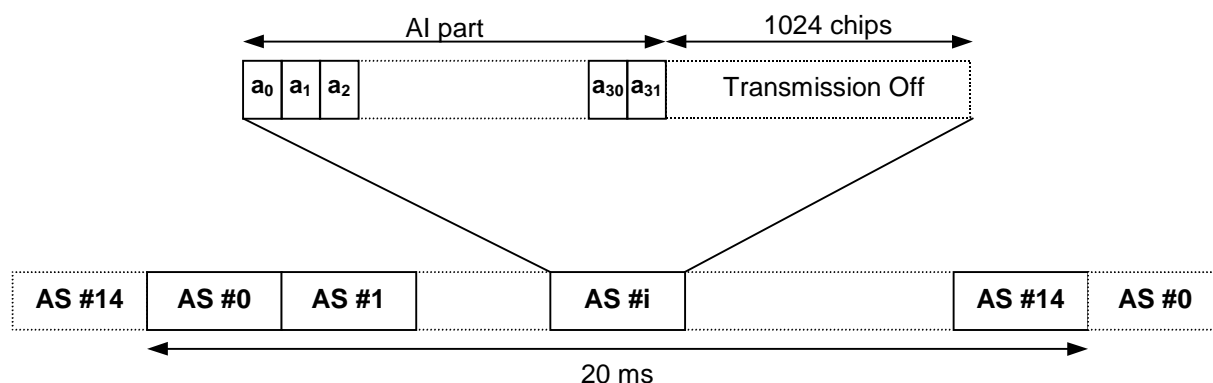 AI part 1024 chips
a0 a1 a2 a30 a31 Transmission Off
AS #14 AS #0 AS #1 AS #i AS #14 AS #0
20 ms